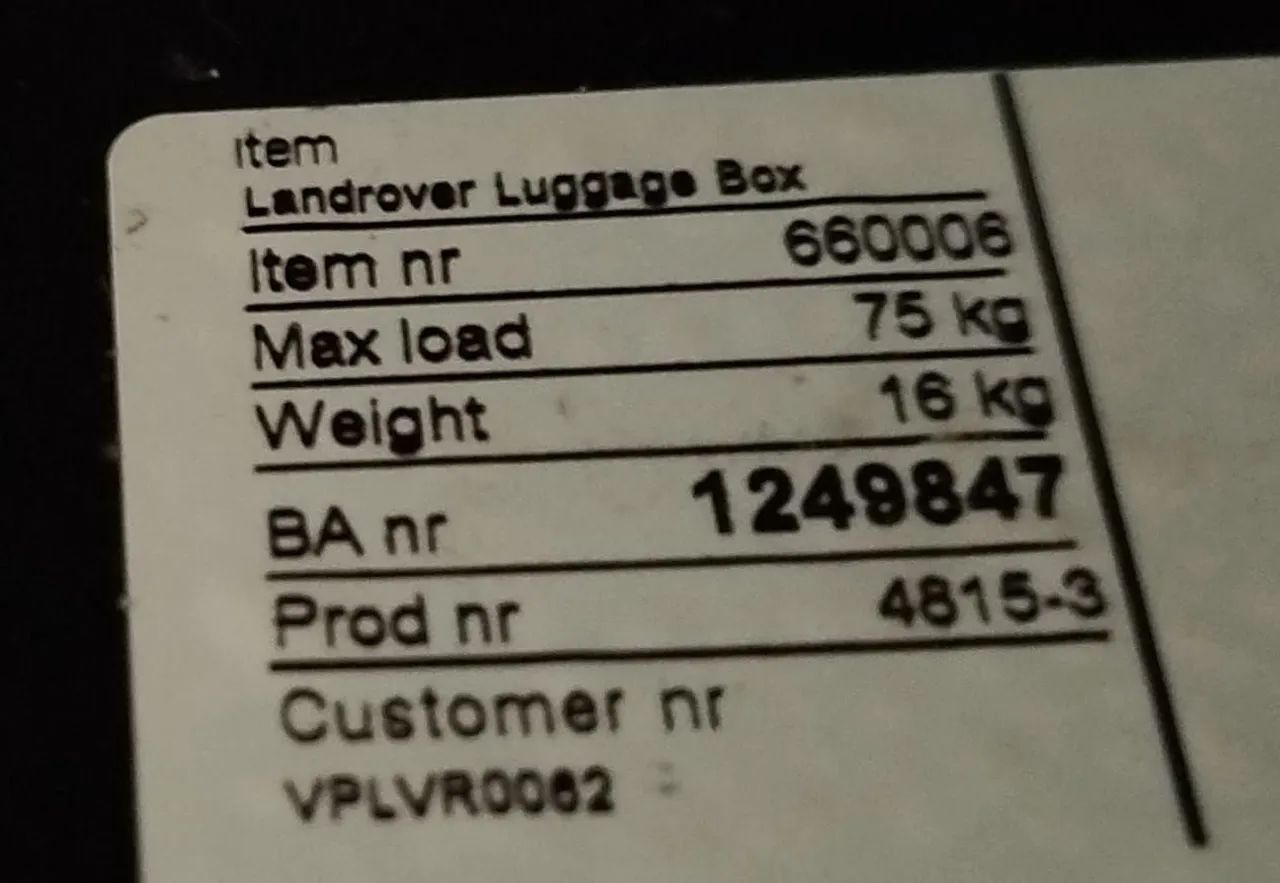 Item
Landrover Luggage Box
Item nr 660006
Max load 75 kg
Weight 16 kg
BA nr 1249847
Prod nr 4815-3
Customer nr
VPLVR0062